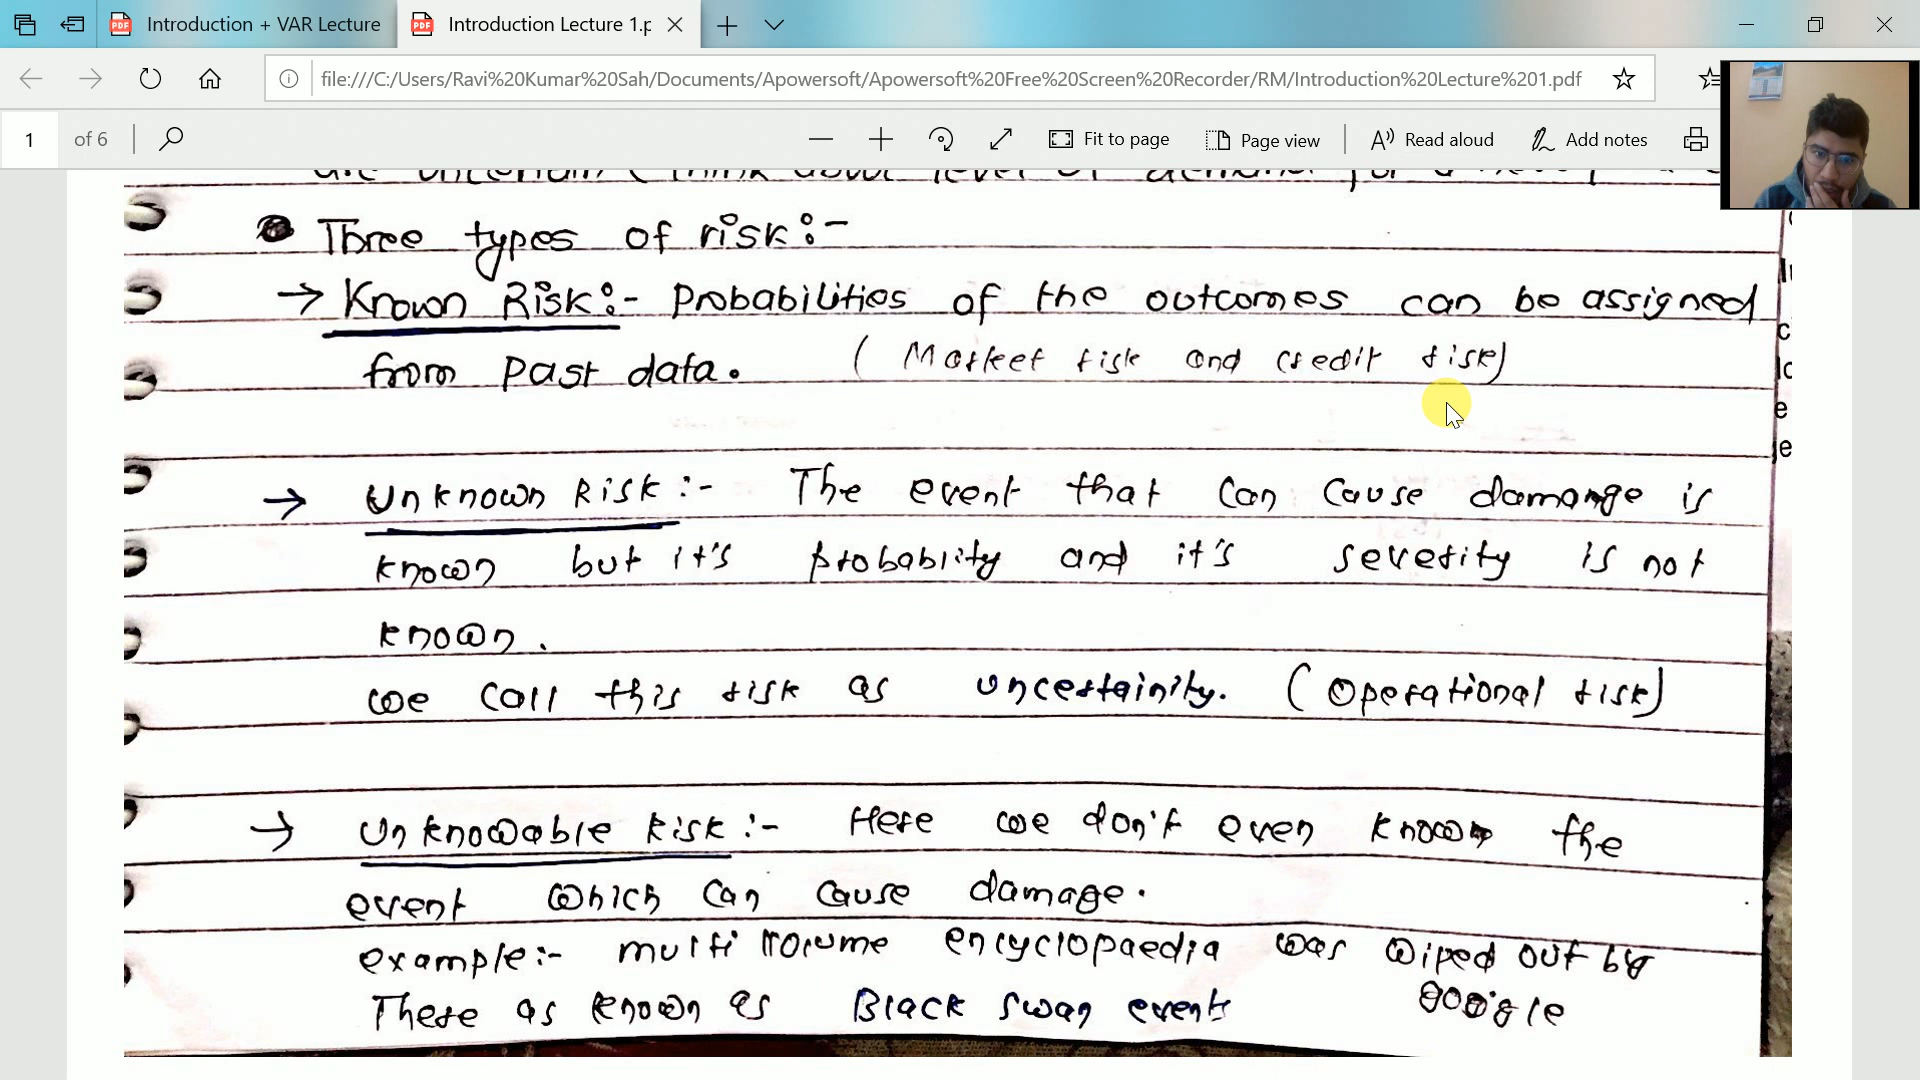 Introduction + VAR Lecture
Introduction Lecture 1.p
file:///C:/Users/Ravi%20Kumar%20Sah/Documents/Apowersoft/Apowersoft%20Free%20Screen%20Recorder/RM/Introduction%20Lecture%201.pdf
1 of 6
Fit to page
Page view
Read aloud
Add notes
Three types of risk:-
→ Known Risk:- Probabilities of the outcomes can be assigned
from past data. (Market risk and credit risk)
→ Unknown Risk:- The event that can cause damange is
known but it's probablity and it's severity is not
known.
we call this risk as uncertainity. (Operational risk)
→ Unknowable Risk:- Here we don't even known the
event which can cause damage.
example:- multi volume encyclopaedia was wiped out by
google
These as known as Black swan events